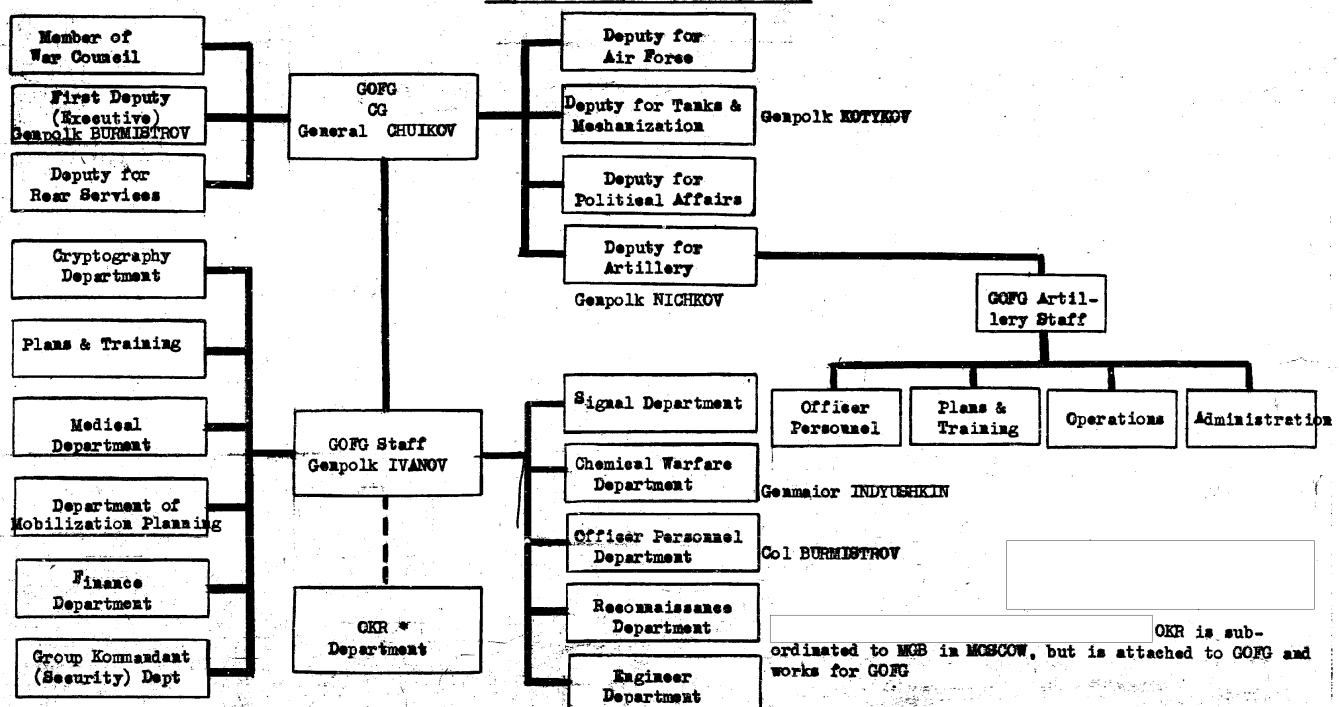 Member of
War Council
First Deputy
(Executive)
Genpolk BURMISTROV
Deputy for
Rear Services
GOFG
CG
General CHUIKOV
Deputy for
Air Force
Deputy for Tanks &
Mechanization
Genpolk KOTYKOV
Deputy for
Political Affairs
Deputy for
Artillery
Genpolk NICHKOV
GOFG Artil-
lery Staff
Officer
Personnel
Plans &
Training
Operations
Administration
Cryptography
Department
Plans & Training
Medical
Department
Department of
Mobilization Planning
Finance
Department
Group Kommandant
(Security) Dept
GOFG Staff
Genpolk IVANOV
OKR *
Department
Signal Department
Chemical Warfare
Department
Genmaior INDYUSHKIN
Officer Personnel
Department
Col BURMISTROV
Reconnaissance
Department
Engineer
Department
OKR is sub-
ordinated to MGB in MOSCOW, but is attached to GOFG and
works for GOFG